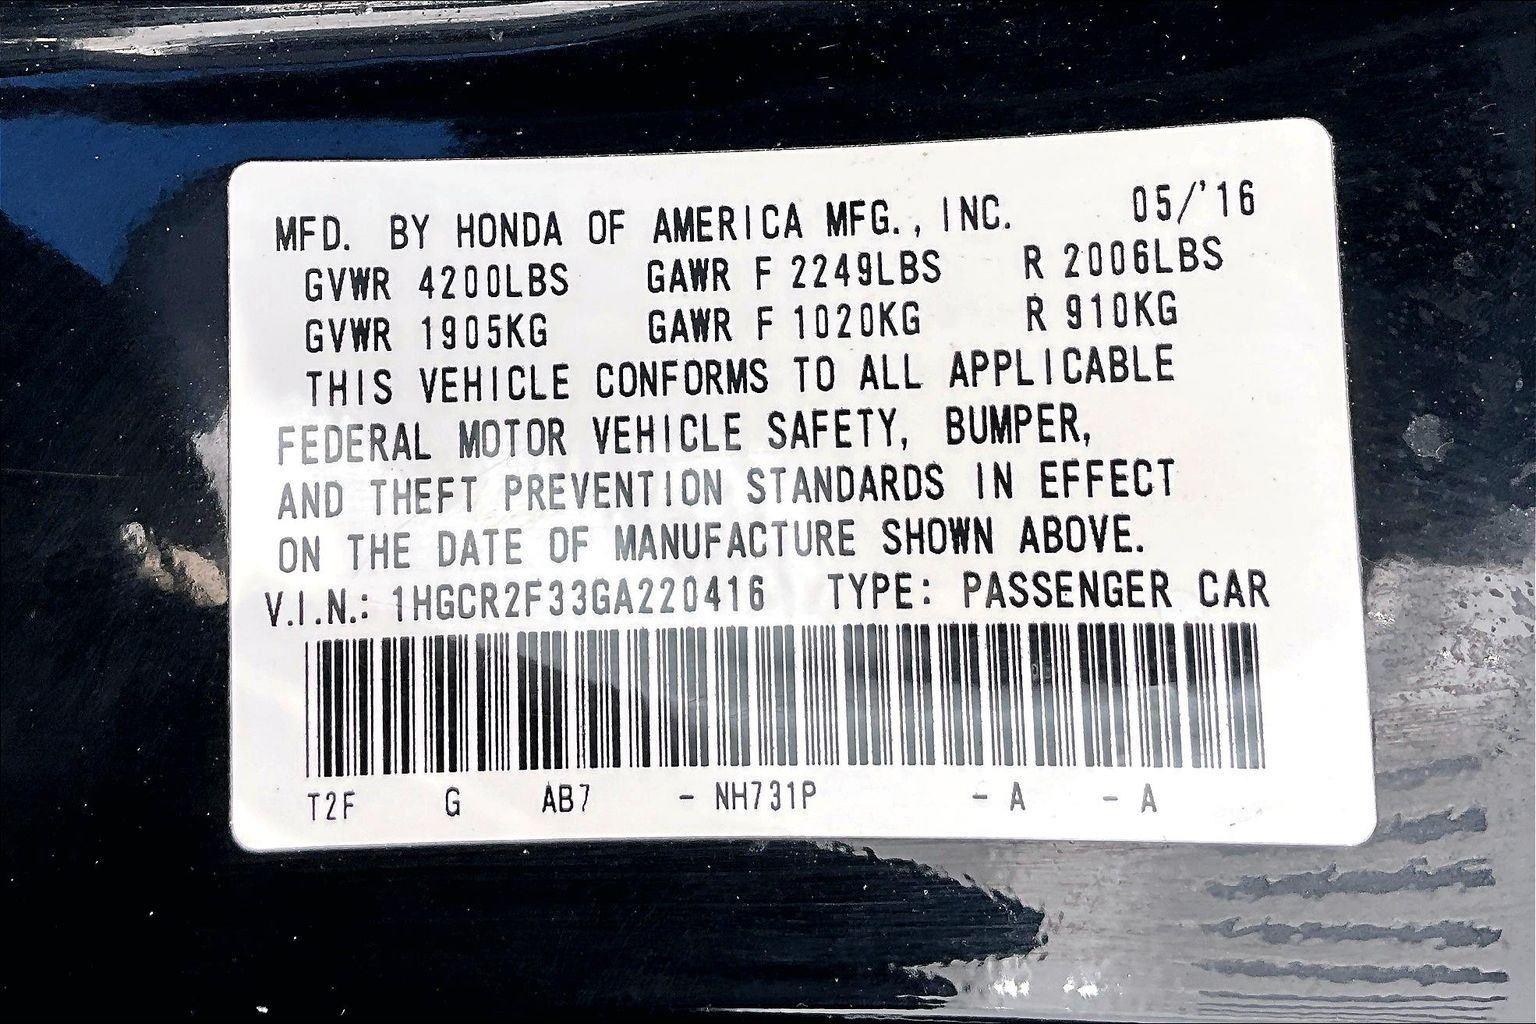 MFD. BY HONDA OF AMERICA MFG., INC. 05/'16
GVWR 4200LBS GAWR F 2249LBS R 2006LBS
GVWR 1905KG GAWR F 1020KG R 910KG
THIS VEHICLE CONFORMS TO ALL APPLICABLE
FEDERAL MOTOR VEHICLE SAFETY, BUMPER,
AND THEFT PREVENTION STANDARDS IN EFFECT
ON THE DATE OF MANUFACTURE SHOWN ABOVE.
V.I.N.: 1HGCR2F33GA220416 TYPE: PASSENGER CAR
T2F G AB7 - NH731P - A - A